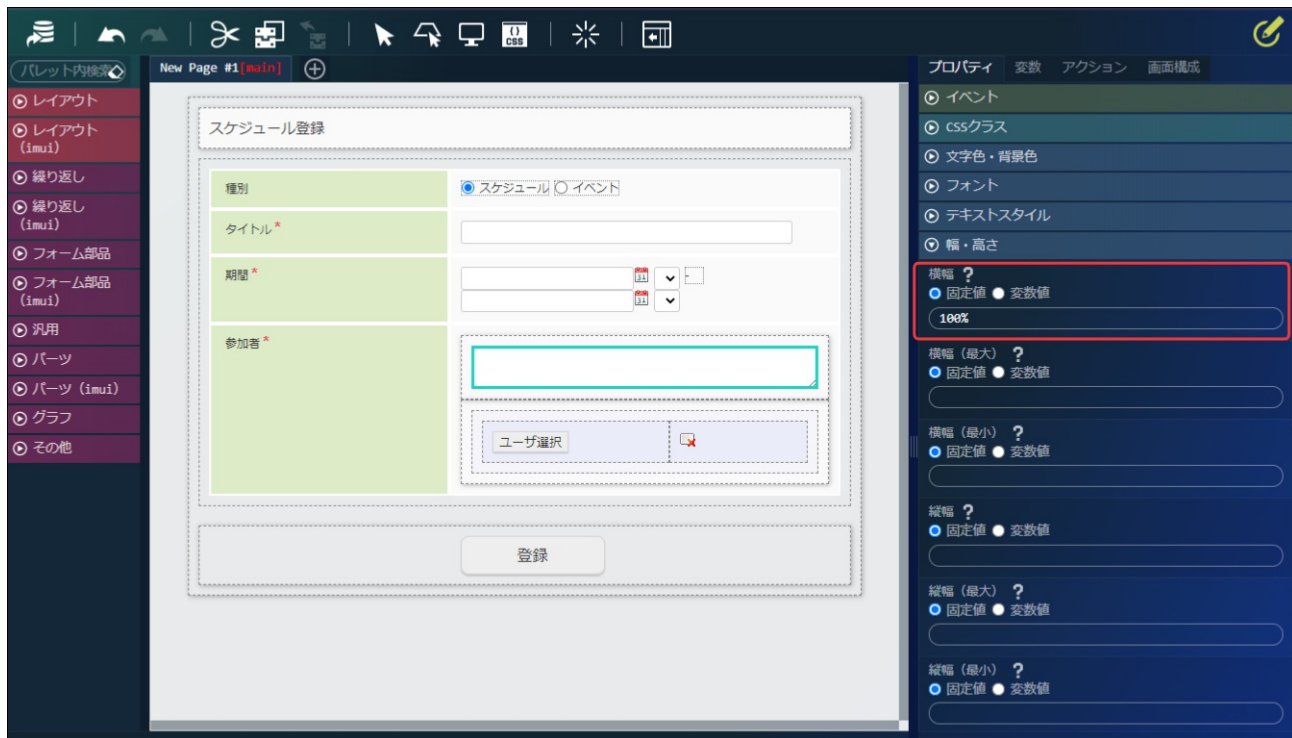 CSS
パレット内検索
New Page #1[main]
プロパティ 変数 アクション 画面構成
レイアウト
レイアウト
(imui)
繰り返し
繰り返し
(imui)
フォーム部品
フォーム部品
(imui)
汎用
パーツ
パーツ (imui)
グラフ
その他
スケジュール登録
種別
スケジュール イベント
タイトル *
期間 *
31
-
31
参加者 *
ユーザ選択
登録
イベント
CSSクラス
文字色・背景色
フォント
テキストスタイル
幅・高さ
横幅 ?
固定値 変数値
100%
横幅（最大） ?
固定値 変数値
横幅（最小） ?
固定値 変数値
縦幅 ?
固定値 変数値
縦幅（最大） ?
固定値 変数値
縦幅（最小） ?
固定値 変数値